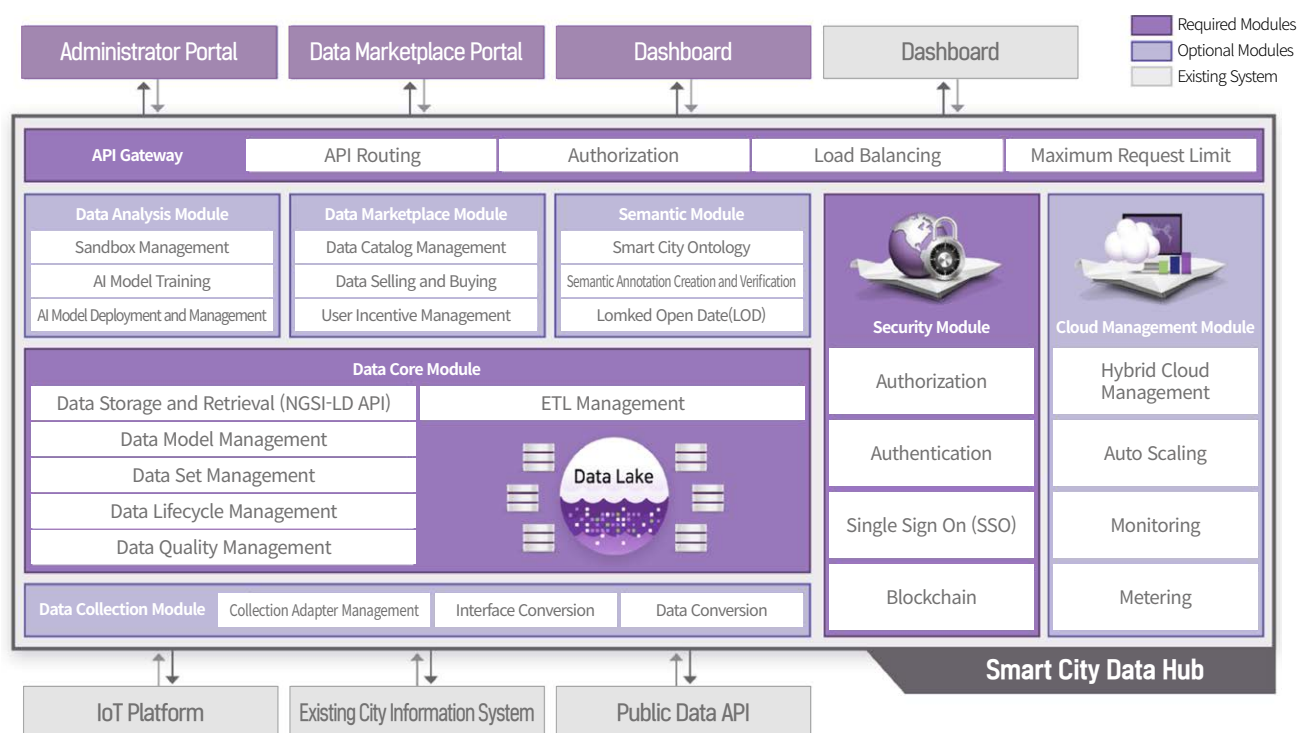 Required Modules
Optional Modules
Existing System
Administrator Portal
Data Marketplace Portal
Dashboard
Dashboard
API Gateway
API Routing
Authorization
Load Balancing
Maximum Request Limit
Data Analysis Module
Sandbox Management
AI Model Training
AI Model Deployment and Management
Data Marketplace Module
Data Catalog Management
Data Selling and Buying
User Incentive Management
Semantic Module
Smart City Ontology
Semantic Annotation Creation and Verification
Lomked Open Date(LOD)
Security Module
Authorization
Authentication
Single Sign On (SSO)
Blockchain
Cloud Management Module
Hybrid Cloud
Management
Auto Scaling
Monitoring
Metering
Data Core Module
Data Storage and Retrieval (NGSI-LD API)
Data Model Management
Data Set Management
Data Lifecycle Management
Data Quality Management
ETL Management
Data Lake
Data Collection Module
Collection Adapter Management
Interface Conversion
Data Conversion
Smart City Data Hub
IoT Platform
Existing City Information System
Public Data API